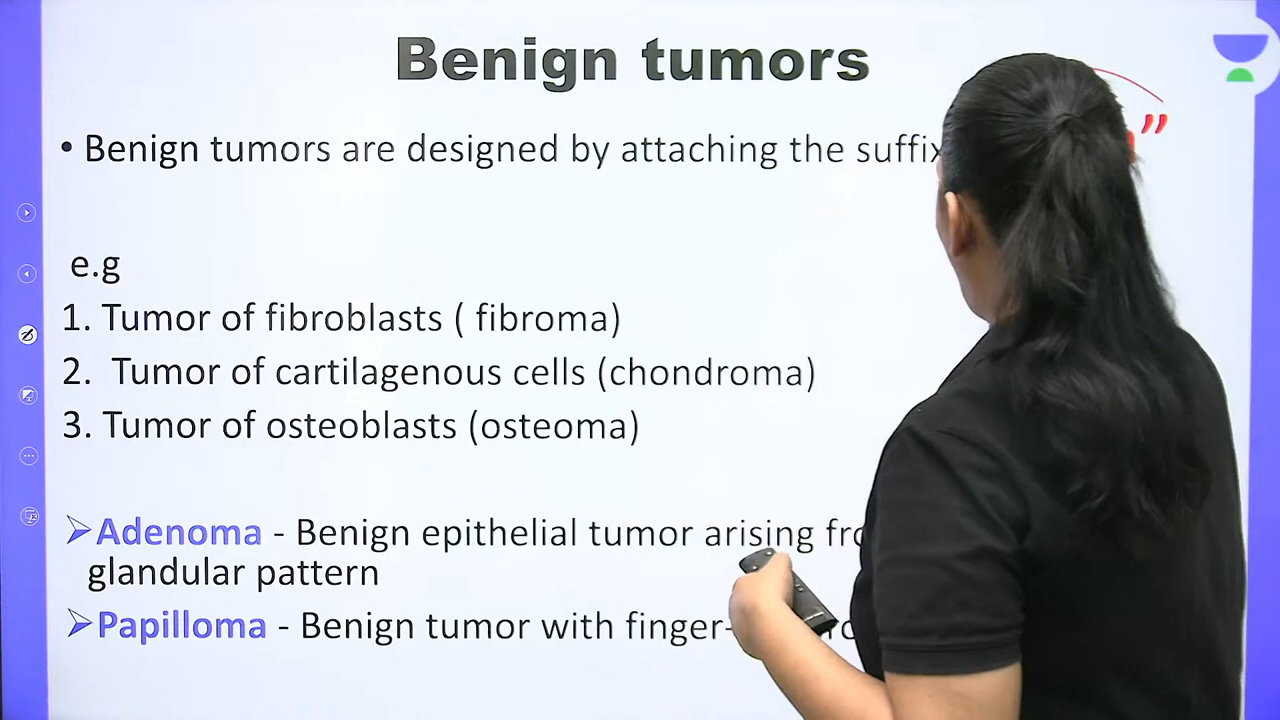 Benign tumors
• Benign tumors are designed by attaching the suffix ”
e.g
1. Tumor of fibroblasts ( fibroma)
2. Tumor of cartilagenous cells (chondroma)
3. Tumor of osteoblasts (osteoma)
➢Adenoma - Benign epithelial tumor arising
glandular pattern
➢Papilloma - Benign tumor with finger-